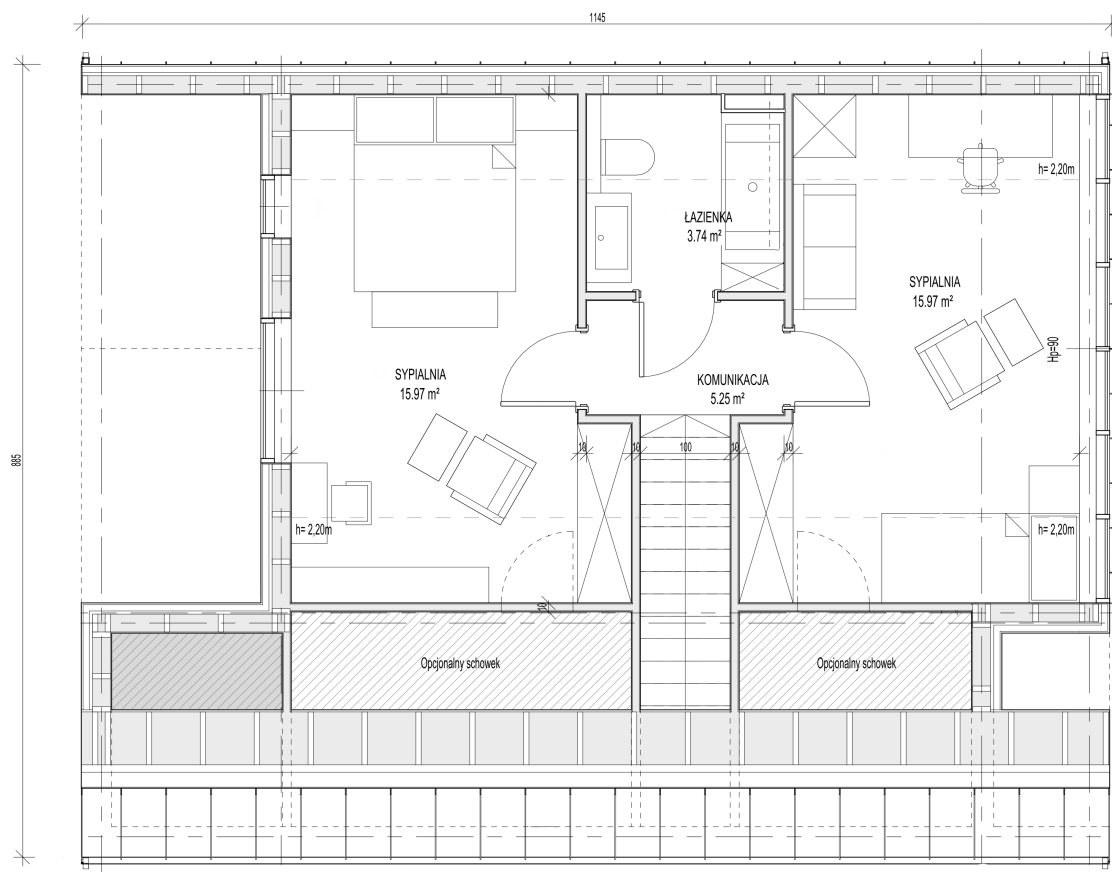 1145
885
h= 2,20m
ŁAZIENKA
3.74 m²
SYPIALNIA
15.97 m²
Hp=90
SYPIALNIA
15.97 m²
KOMUNIKACJA
5.25 m²
10
10
100
10
10
h= 2,20m
h= 2,20m
10
Opcjonalny schowek
Opcjonalny schowek